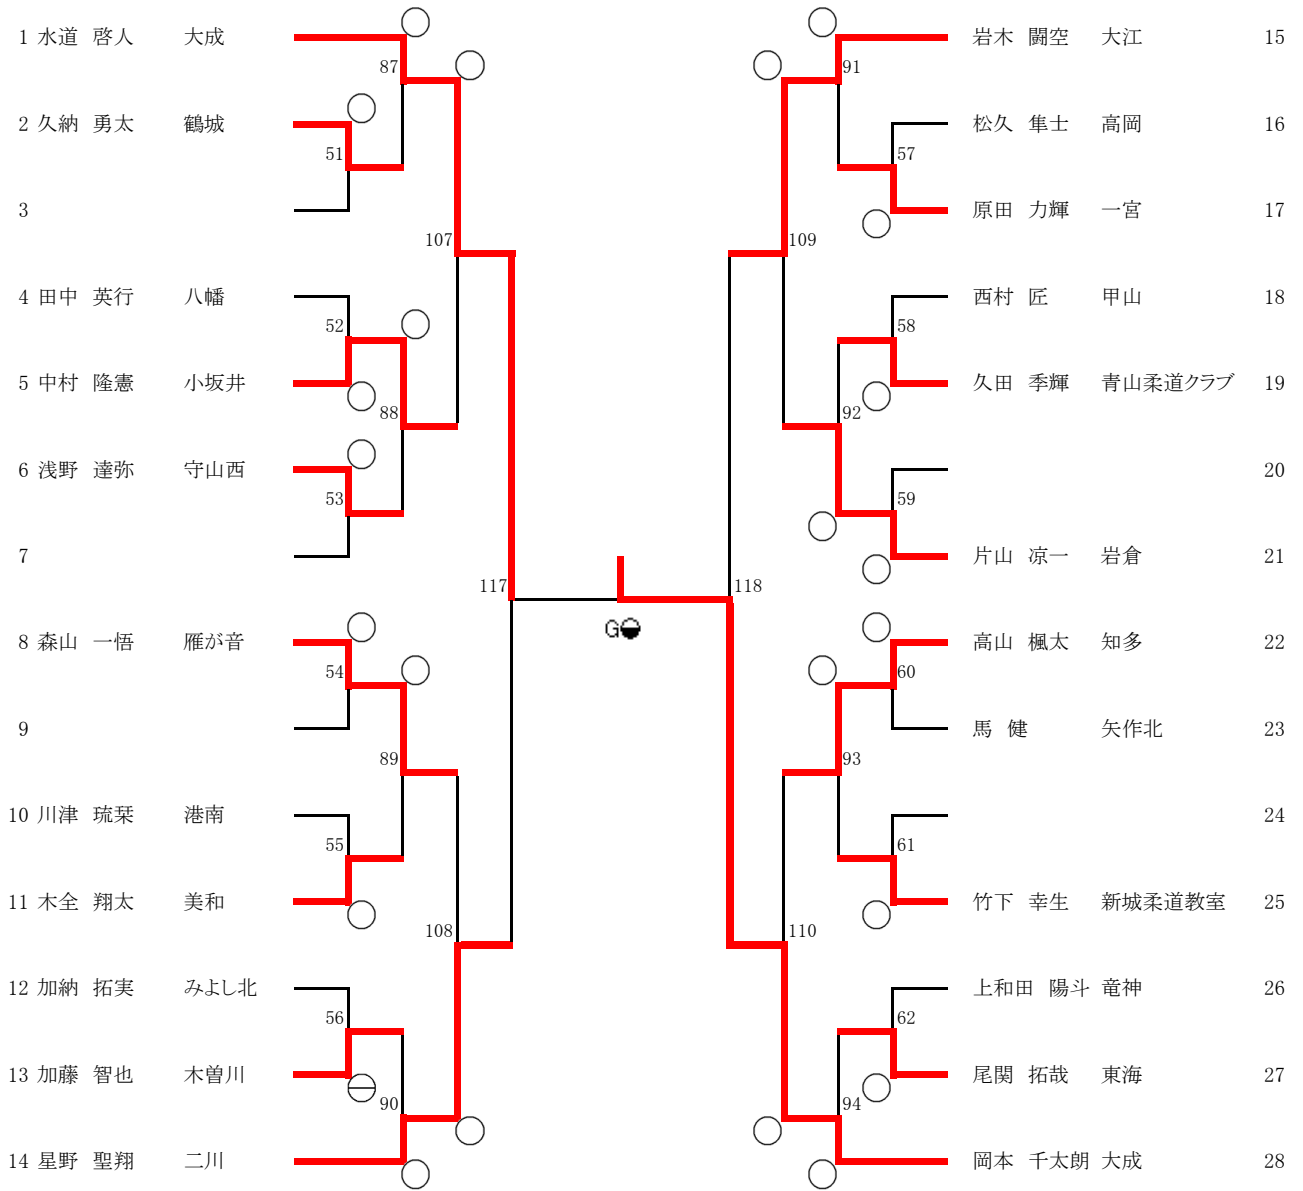 1 水道 啓人 大成
2 久納 勇太 鶴城
3
4 田中 英行 八幡
5 中村 隆憲 小坂井
6 浅野 達弥 守山西
7
8 森山 一悟 雁が音
9
10 川津 琉栞 港南
11 木全 翔太 美和
12 加納 拓実 みよし北
13 加藤 智也 木曽川
14 星野 聖翔 二川
87
51
107
52
88
53
117
54
89
55
108
56
90
G
91
57
109
58
92
59
118
60
93
61
110
62
94
岩木 闘空 大江 15
松久 隼士 高岡 16
原田 力輝 一宮 17
西村 匠 甲山 18
久田 季輝 青山柔道クラブ 19
20
片山 凉一 岩倉 21
高山 楓太 知多 22
馬 健 矢作北 23
24
竹下 幸生 新城柔道教室 25
上和田 陽斗 竜神 26
尾関 拓哉 東海 27
岡本 千太朗 大成 28